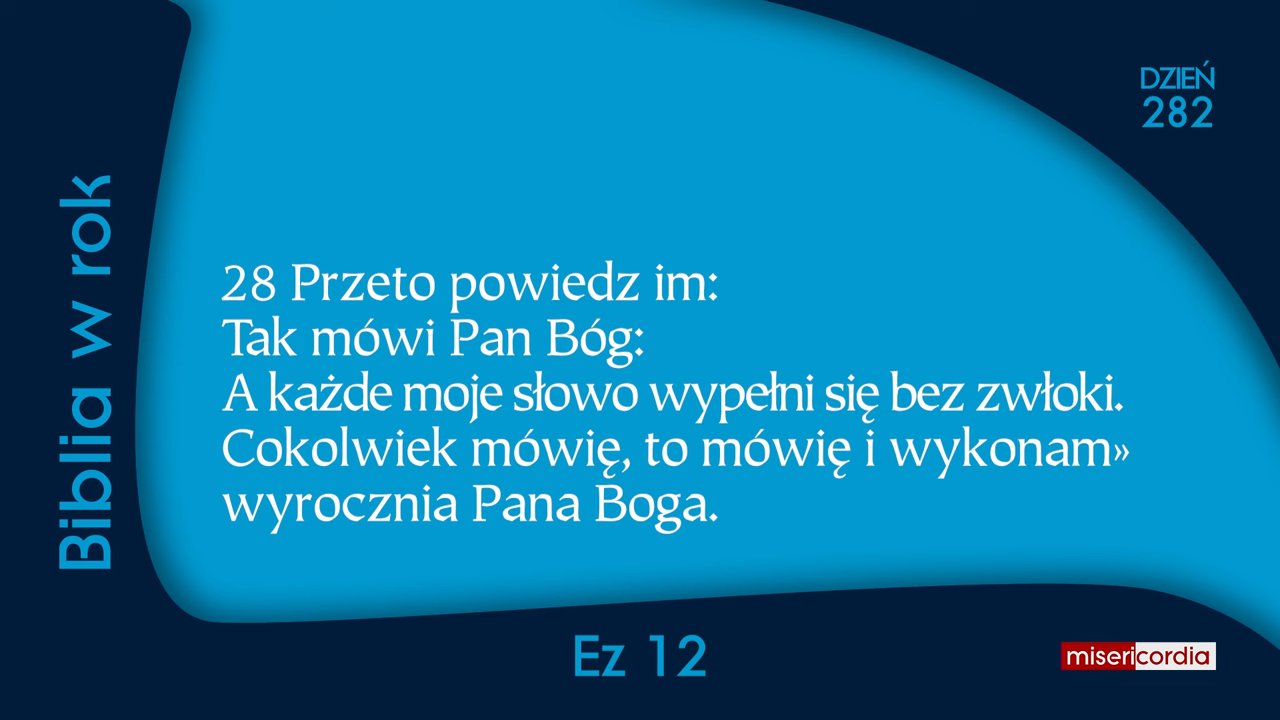 DZIEŃ
282
Biblia w rok
28 Przeto powiedz im:
Tak mówi Pan Bóg:
A każde moje słowo wypełni się bez zwłoki.
Cokolwiek mówię, to mówię i wykonam»
wyrocznia Pana Boga.
Ez 12
misericordia